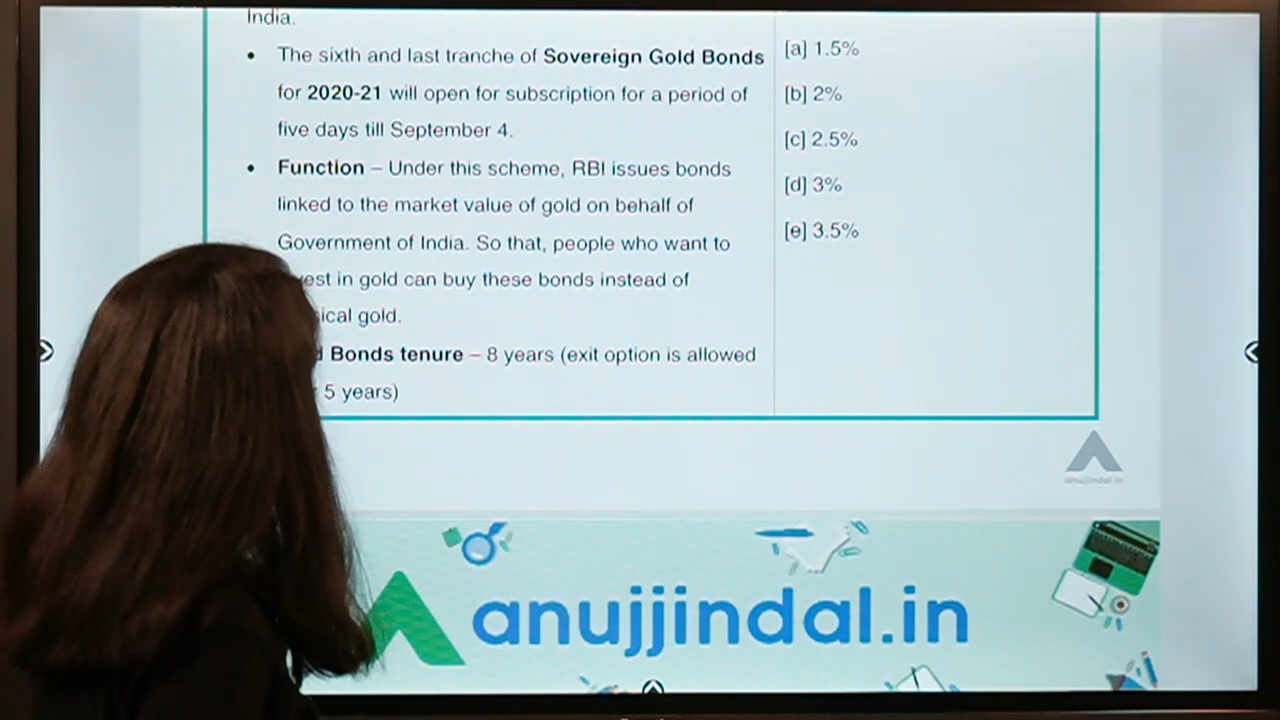 India.
• The sixth and last tranche of Sovereign Gold Bonds
for 2020-21 will open for subscription for a period of
five days till September 4.
• Function – Under this scheme, RBI issues bonds
linked to the market value of gold on behalf of
Government of India. So that, people who want to
est in gold can buy these bonds instead of
ical gold.
Bonds tenure – 8 years (exit option is allowed
5 years)
[a] 1.5%
[b] 2%
[c] 2.5%
[d] 3%
[e] 3.5%
anujjindal.in
anujjindal.in